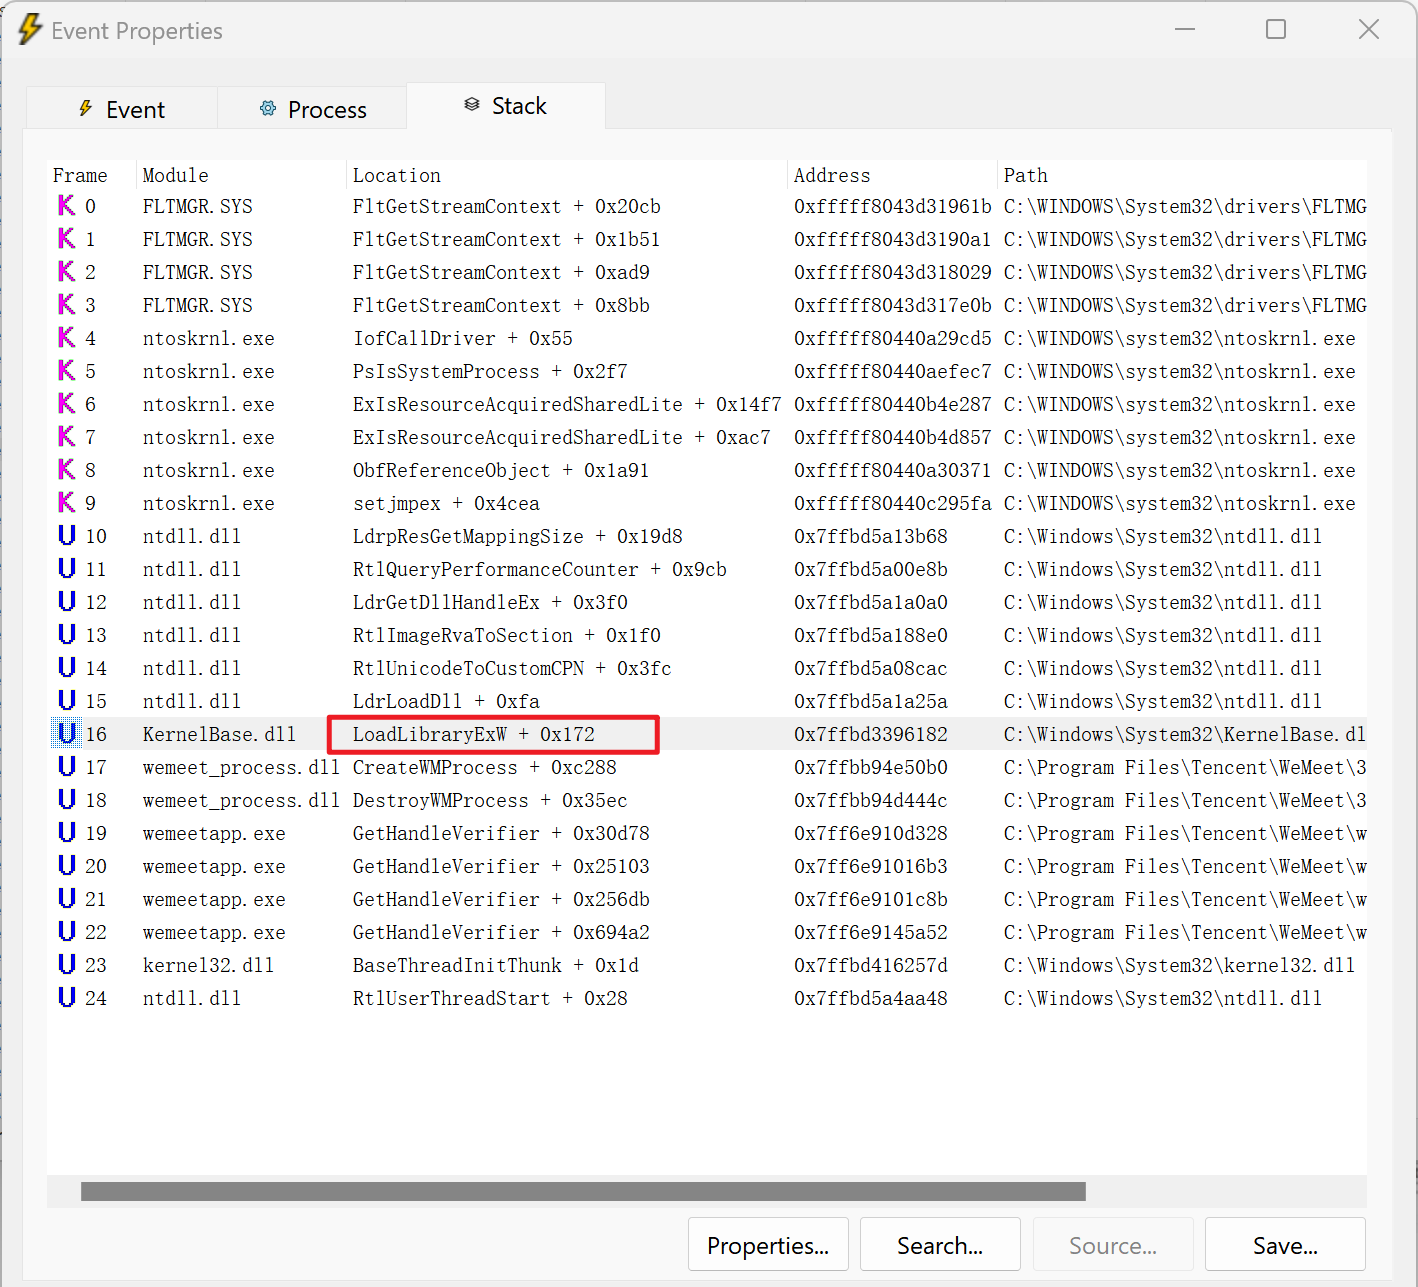 Event Properties
Event Process Stack
Frame Module Location Address Path
K 0 FLTMGR.SYS FltGetStreamContext + 0x20cb 0xfffff8043d31961b C:\WINDOWS\System32\drivers\FLTMG
K 1 FLTMGR.SYS FltGetStreamContext + 0x1b51 0xfffff8043d3190a1 C:\WINDOWS\System32\drivers\FLTMG
K 2 FLTMGR.SYS FltGetStreamContext + 0xad9 0xfffff8043d318029 C:\WINDOWS\System32\drivers\FLTMG
K 3 FLTMGR.SYS FltGetStreamContext + 0x8bb 0xfffff8043d317e0b C:\WINDOWS\System32\drivers\FLTMG
K 4 ntoskrnl.exe IofCallDriver + 0x55 0xfffff80440a29cd5 C:\WINDOWS\system32\ntoskrnl.exe
K 5 ntoskrnl.exe PsIsSystemProcess + 0x2f7 0xfffff80440aefec7 C:\WINDOWS\system32\ntoskrnl.exe
K 6 ntoskrnl.exe ExIsResourceAcquiredSharedLite + 0x14f7 0xfffff80440b4e287 C:\WINDOWS\system32\ntoskrnl.exe
K 7 ntoskrnl.exe ExIsResourceAcquiredSharedLite + 0xac7 0xfffff80440b4d857 C:\WINDOWS\system32\ntoskrnl.exe
K 8 ntoskrnl.exe ObfReferenceObject + 0x1a91 0xfffff80440a30371 C:\WINDOWS\system32\ntoskrnl.exe
K 9 ntoskrnl.exe setjmpex + 0x4cea 0xfffff80440c295fa C:\WINDOWS\system32\ntoskrnl.exe
U 10 ntdll.dll LdrpResGetMappingSize + 0x19d8 0x7ffbd5a13b68 C:\Windows\System32\ntdll.dll
U 11 ntdll.dll RtlQueryPerformanceCounter + 0x9cb 0x7ffbd5a00e8b C:\Windows\System32\ntdll.dll
U 12 ntdll.dll LdrGetDllHandleEx + 0x3f0 0x7ffbd5a1a0a0 C:\Windows\System32\ntdll.dll
U 13 ntdll.dll RtlImageRvaToSection + 0x1f0 0x7ffbd5a188e0 C:\Windows\System32\ntdll.dll
U 14 ntdll.dll RtlUnicodeToCustomCPN + 0x3fc 0x7ffbd5a08cac C:\Windows\System32\ntdll.dll
U 15 ntdll.dll LdrLoadDll + 0xfa 0x7ffbd5a1a25a C:\Windows\System32\ntdll.dll
U 16 KernelBase.dll LoadLibraryExW + 0x172 0x7ffbd3396182 C:\Windows\System32\KernelBase.dl
U 17 wemeet_process.dll CreateWMProcess + 0xc288 0x7ffbb94e50b0 C:\Program Files\Tencent\WeMeet\3
U 18 wemeet_process.dll DestroyWMProcess + 0x35ec 0x7ffbb94d444c C:\Program Files\Tencent\WeMeet\3
U 19 wemeetapp.exe GetHandleVerifier + 0x30d78 0x7ff6e910d328 C:\Program Files\Tencent\WeMeet\w
U 20 wemeetapp.exe GetHandleVerifier + 0x25103 0x7ff6e91016b3 C:\Program Files\Tencent\WeMeet\w
U 21 wemeetapp.exe GetHandleVerifier + 0x256db 0x7ff6e9101c8b C:\Program Files\Tencent\WeMeet\w
U 22 wemeetapp.exe GetHandleVerifier + 0x694a2 0x7ff6e9145a52 C:\Program Files\Tencent\WeMeet\w
U 23 kernel32.dll BaseThreadInitThunk + 0x1d 0x7ffbd416257d C:\Windows\System32\kernel32.dll
U 24 ntdll.dll RtlUserThreadStart + 0x28 0x7ffbd5a4aa48 C:\Windows\System32\ntdll.dll
Properties... Search... Source... Save...